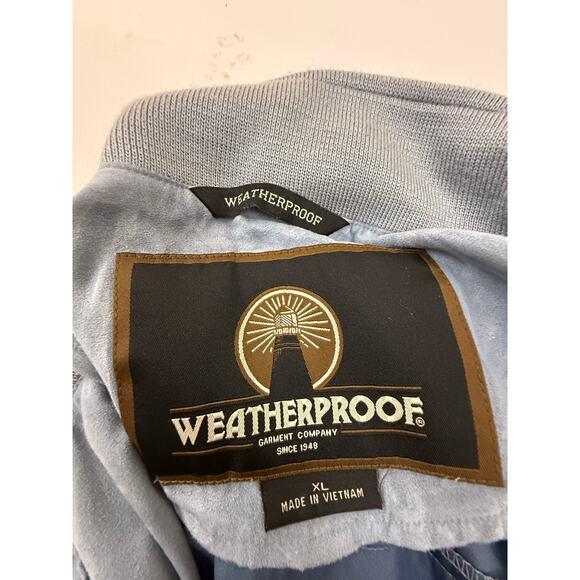 WEATHERPROOF
WEATHERPROOF®
GARMENT COMPANY
SINCE 1948
XL
MADE IN VIETNAM